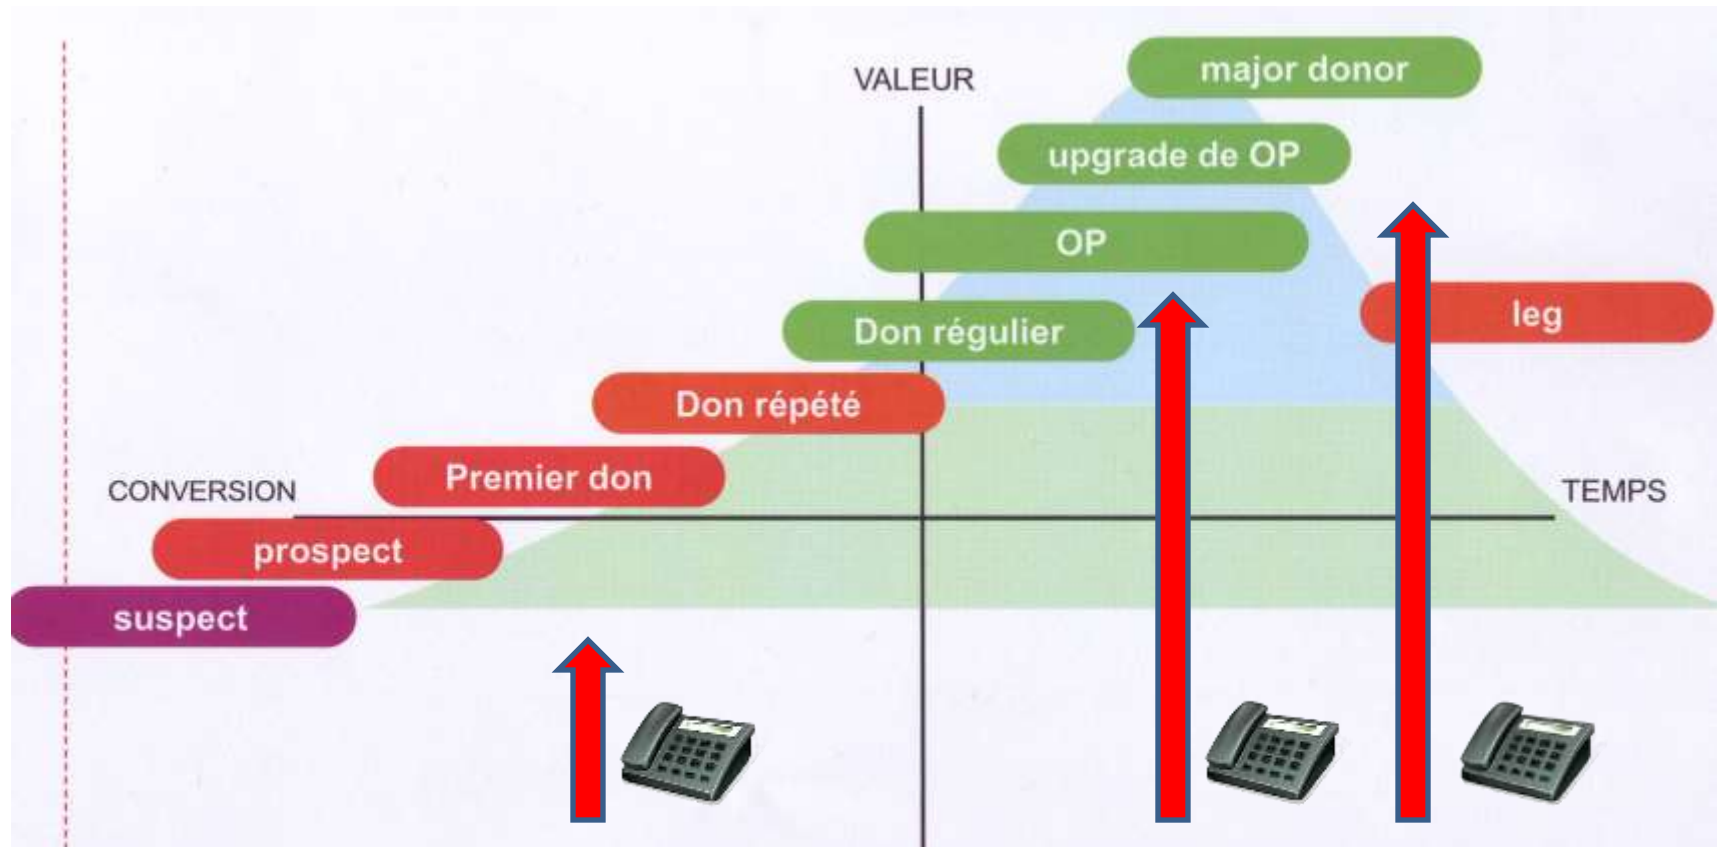 major donor
VALEUR
upgrade de OP
OP
leg
Don régulier
Don répété
Premier don
CONVERSION
TEMPS
prospect
suspect